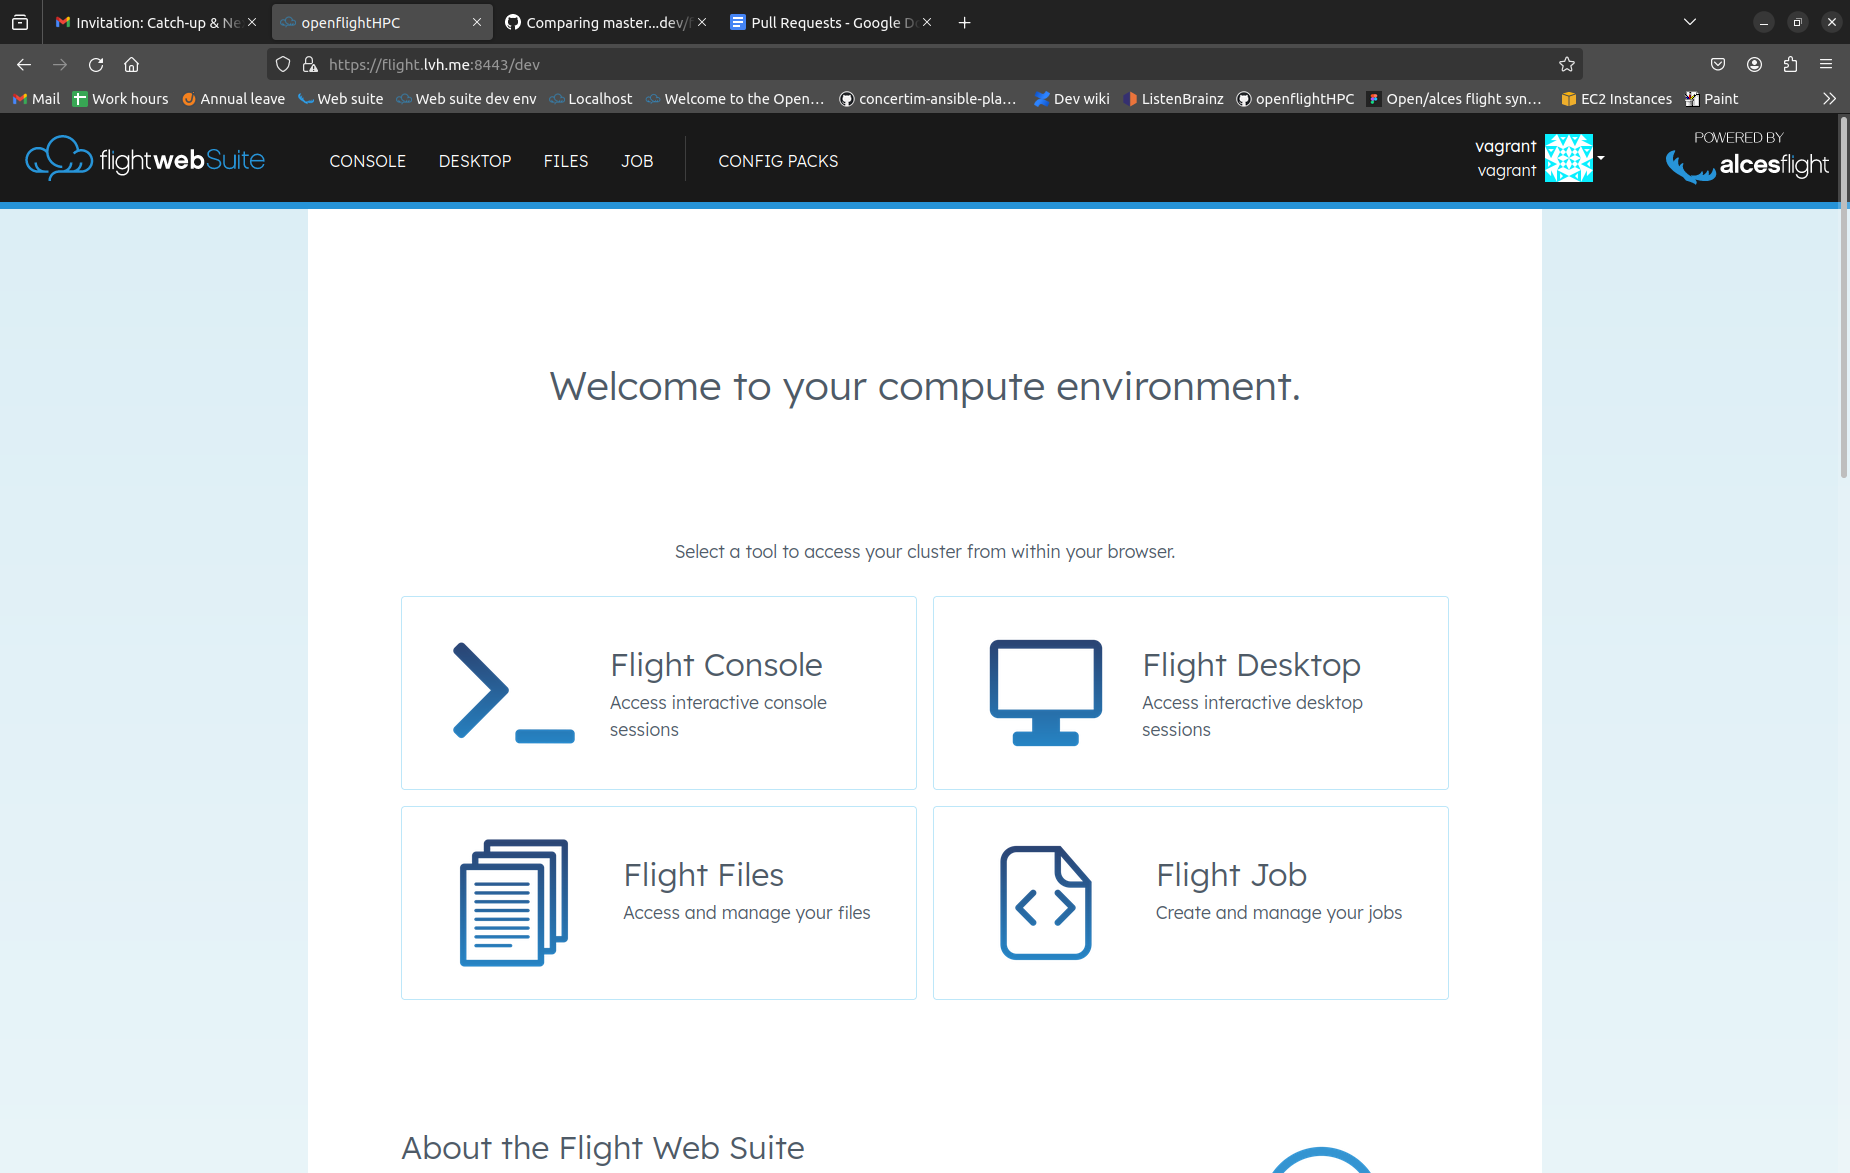 Invitation: Catch-up & Ne
openflightHPC
Comparing master...dev/f
Pull Requests - Google Do
https://flight.lvh.me:8443/dev
Mail
Work hours
Annual leave
Web suite
Web suite dev env
Localhost
Welcome to the Open...
concertim-ansible-pla...
Dev wiki
ListenBrainz
openflightHPC
Open/alces flight syn...
EC2 Instances
Paint
flightwebSuite
CONSOLE
DESKTOP
FILES
JOB
CONFIG PACKS
vagrant
vagrant
POWERED BY
alcesflight
Welcome to your compute environment.
Select a tool to access your cluster from within your browser.
Flight Console
Access interactive console
sessions
Flight Desktop
Access interactive desktop
sessions
Flight Files
Access and manage your files
Flight Job
Create and manage your jobs
About the Flight Web Suite